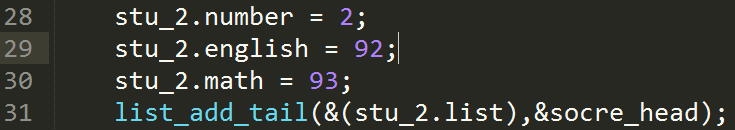 28 stu_2.number = 2;
29 stu_2.english = 92;
30 stu_2.math = 93;
31 list_add_tail(&(stu_2.list),&socre_head);